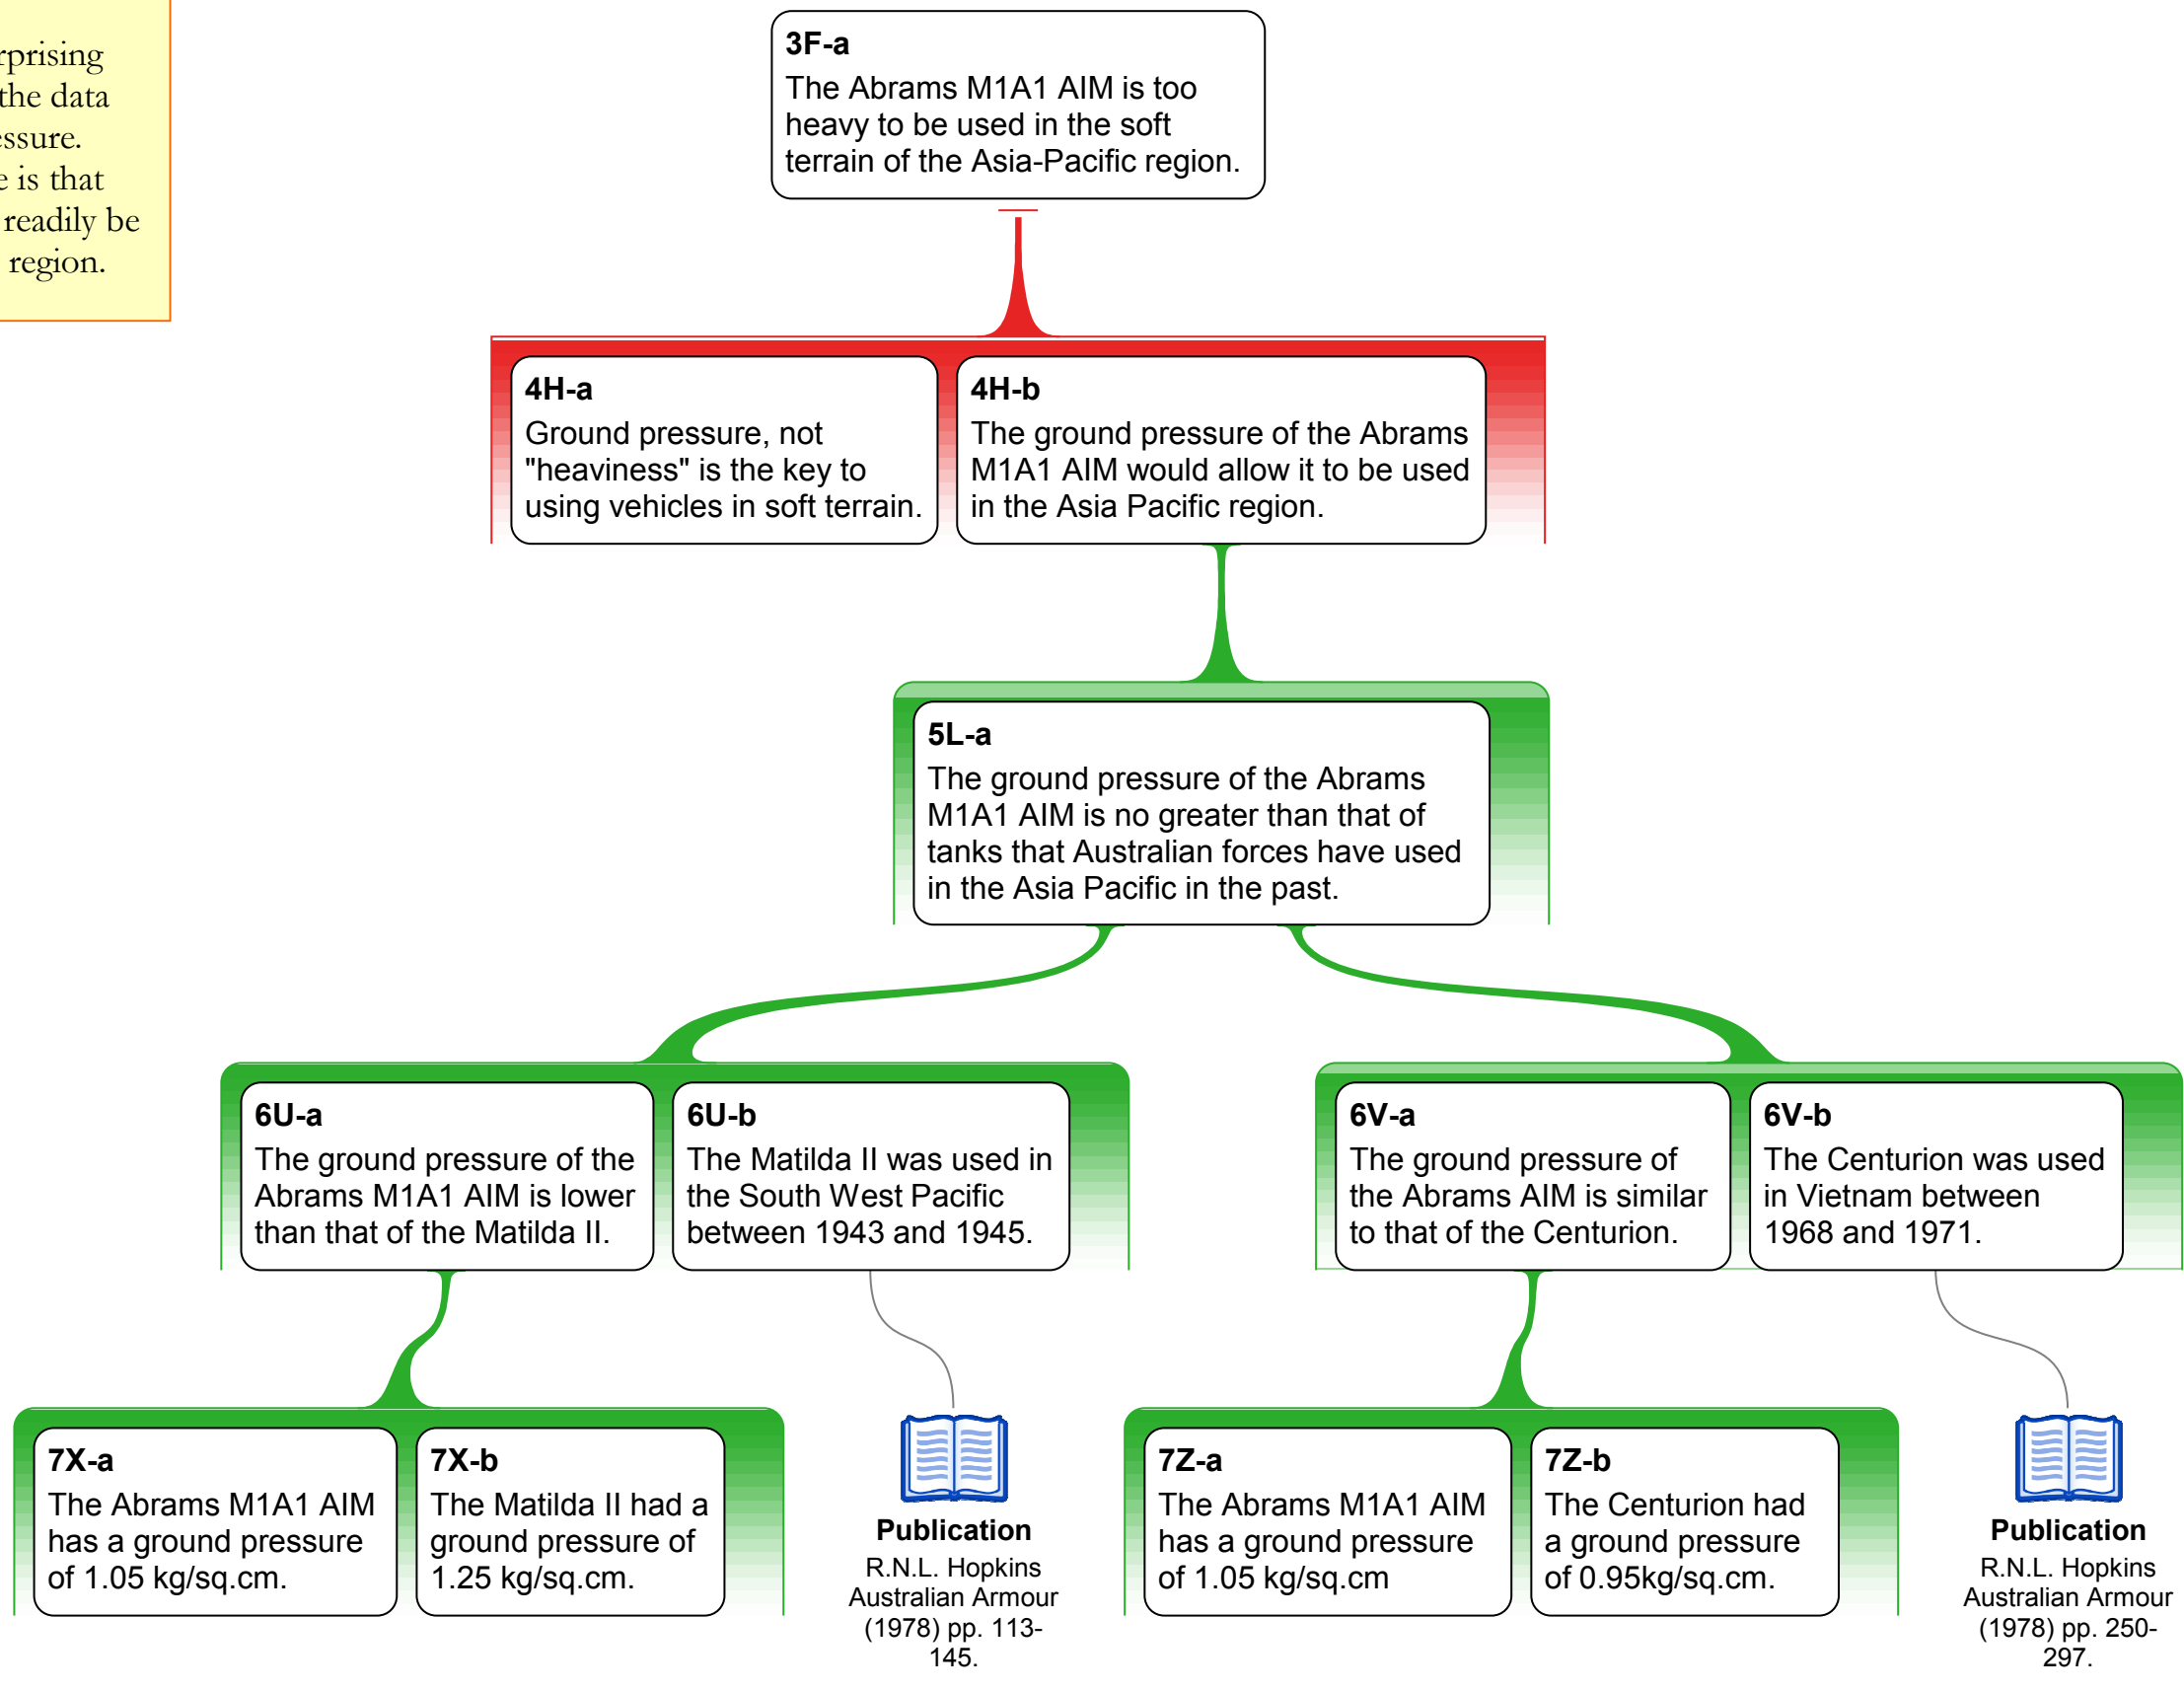 rprising
the data
essure.
e is that
readily be
region.
3F-a
The Abrams M1A1 AIM is too
heavy to be used in the soft
terrain of the Asia-Pacific region.
4H-a
Ground pressure, not
"heaviness" is the key to
using vehicles in soft terrain.
4H-b
The ground pressure of the Abrams
M1A1 AIM would allow it to be used
in the Asia Pacific region.
5L-a
The ground pressure of the Abrams
M1A1 AIM is no greater than that of
tanks that Australian forces have used
in the Asia Pacific in the past.
6U-a
The ground pressure of the
Abrams M1A1 AIM is lower
than that of the Matilda II.
6U-b
The Matilda II was used in
the South West Pacific
between 1943 and 1945.
6V-a
The ground pressure of
the Abrams AIM is similar
to that of the Centurion.
6V-b
The Centurion was used
in Vietnam between
1968 and 1971.
7X-a
The Abrams M1A1 AIM
has a ground pressure
of 1.05 kg/sq.cm.
7X-b
The Matilda II had a
ground pressure of
1.25 kg/sq.cm.
Publication
R.N.L. Hopkins
Australian Armour
(1978) pp. 113-
145.
7Z-a
The Abrams M1A1 AIM
has a ground pressure
of 1.05 kg/sq.cm
7Z-b
The Centurion had
a ground pressure
of 0.95kg/sq.cm.
Publication
R.N.L. Hopkins
Australian Armour
(1978) pp. 250-
297.